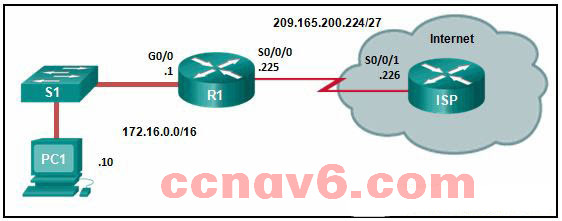 209.165.200.224/27
Internet
G0/0
.1
S0/0/0
.225
S0/0/1
.226
S1
R1
ISP
172.16.0.0/16
PC1
.10
ccnav6.com